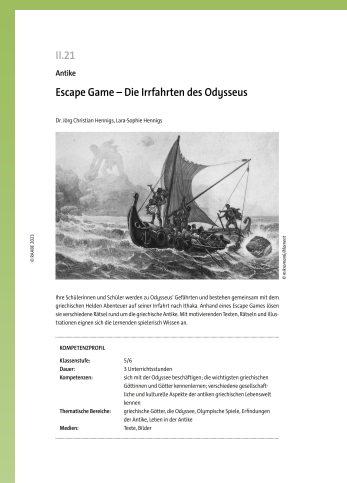 II.21
Antike
Escape Game – Die Irrfahrten des Odysseus
Dr. Jörg Christian Hennigs, Lara-Sophie Hennigs
© RAABE 2023
Ihre Schülerinnen und Schüler werden zu Odysseus’ Gefährten und bestehen gemeinsam mit dem
griechischen Helden Abenteuer auf seiner Irrfahrt nach Ithaka. Anhand eines Escape Games lösen
sie verschiedene Rätsel rund um die griechische Antike. Mit motivierenden Texten, Rätseln und Illus-
trationen eignen sich die Lernenden spielerisch Wissen an.
KOMPETENZPROFIL
Klassenstufe: 5/6
Dauer: 3 Unterrichtsstunden
Kompetenzen: sich mit der Odyssee beschäftigen; die wichtigsten griechischen
Göttinnen und Götter kennenlernen; verschiedene gesellschaft-
liche und kulturelle Aspekte der antiken griechischen Lebenswelt
kennen
Thematische Bereiche: griechische Götter, die Odyssee, Olympische Spiele, Erfindungen
der Antike, Leben in der Antike
Medien: Texte, Bilder